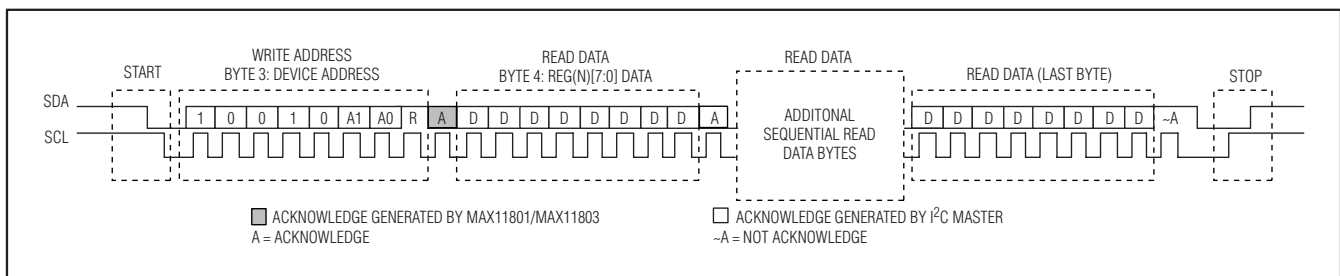 WRITE ADDRESS
BYTE 3: DEVICE ADDRESS
START
READ DATA
BYTE 4: REG(N)[7:0] DATA
READ DATA
READ DATA (LAST BYTE)
STOP
SDA
1 0 0 1 0 A1 A0 R A D D D D D D D D A
ADDITONAL
SEQUENTIAL READ
DATA BYTES
D D D D D D D D ~A
SCL
ACKNOWLEDGE GENERATED BY MAX11801/MAX11803
A = ACKNOWLEDGE
ACKNOWLEDGE GENERATED BY I²C MASTER
~A = NOT ACKNOWLEDGE